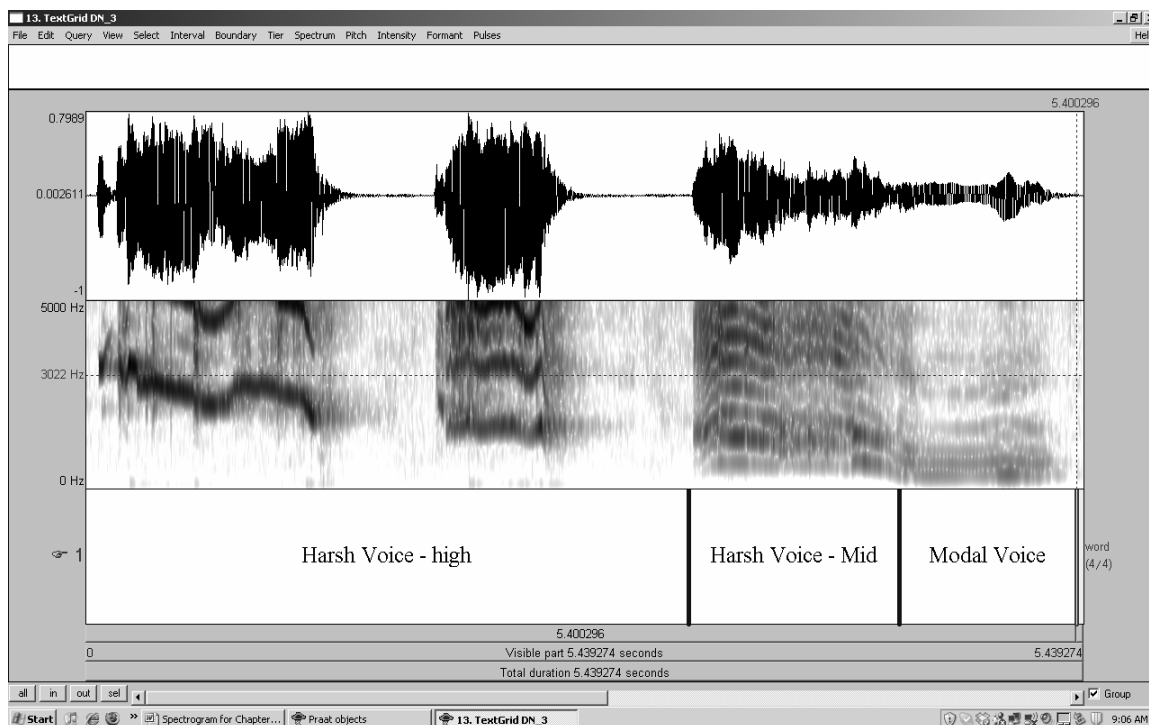 13. TextGrid DN_3
File Edit Query View Select Interval Boundary Tier Spectrum Pitch Intensity Formant Pulses Hel
5.400296
0.7989
0.002611
-1
5000 Hz
3022 Hz
0 Hz
1 Harsh Voice - high Harsh Voice - Mid Modal Voice word
(4/4)
5.400296
0 Visible part 5.439274 seconds 5.439274
Total duration 5.439274 seconds
all in out sel Group
Start » Spectrogram for Chapter... Praat objects 13. TextGrid DN_3 9:06 AM